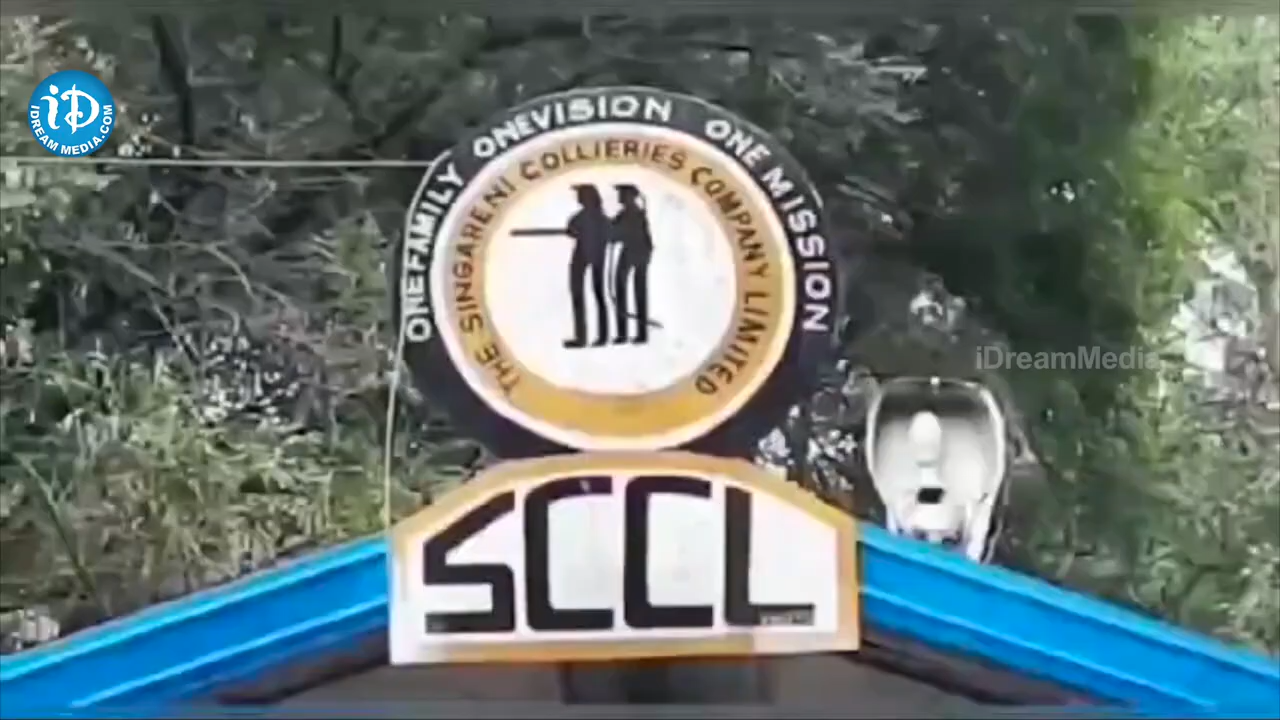 iD
IDREAM MEDIA.COM
ONEFAMILY ONEVISION ONE MISSION
THE SINGARENI COLLIERIES COMPANY LIMITED
iDreamMedia
SCCL